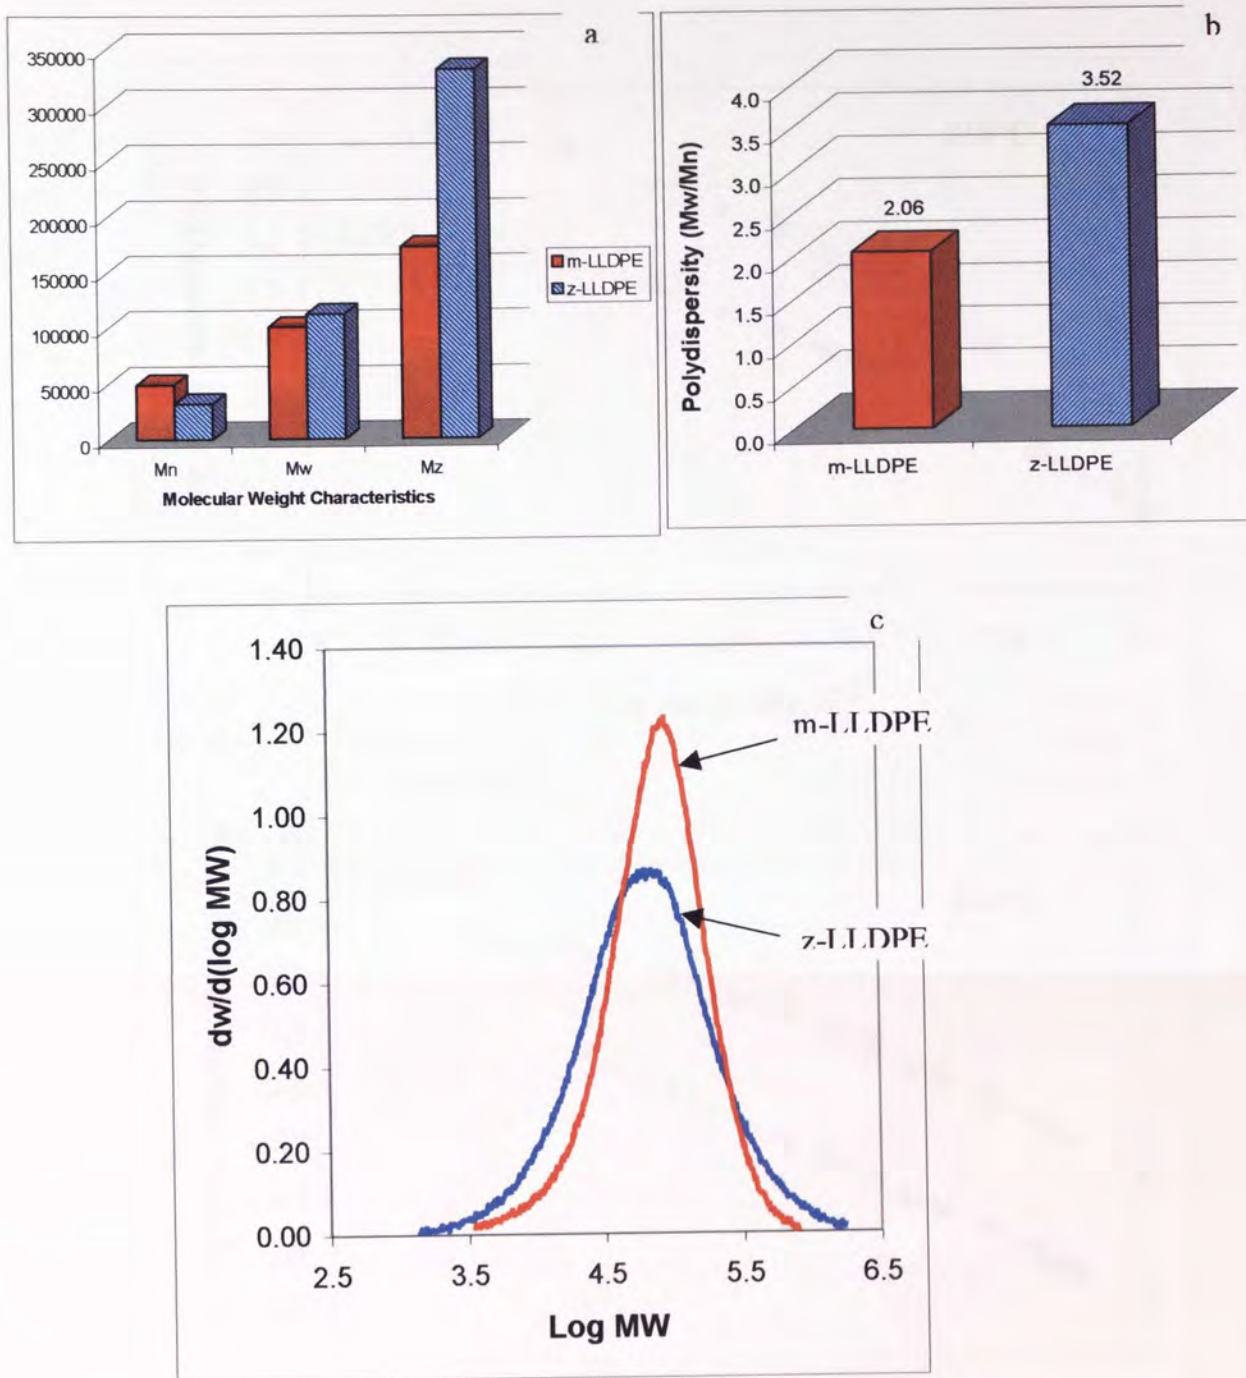 a
350000
300000
250000
200000
150000
100000
50000
0
Mn Mw Mz
Molecular Weight Characteristics
m-LLDPE
z-LLDPE
b
Polydispersity (Mw/Mn)
4.0
3.5
3.0
2.5
2.0
1.5
1.0
0.5
0.0
2.06
3.52
m-LLDPE z-LLDPE
c
dw/d(log MW)
1.40
1.20
1.00
0.80
0.60
0.40
0.20
0.00
m-LLDPE
z-LLDPE
2.5 3.5 4.5 5.5 6.5
Log MW